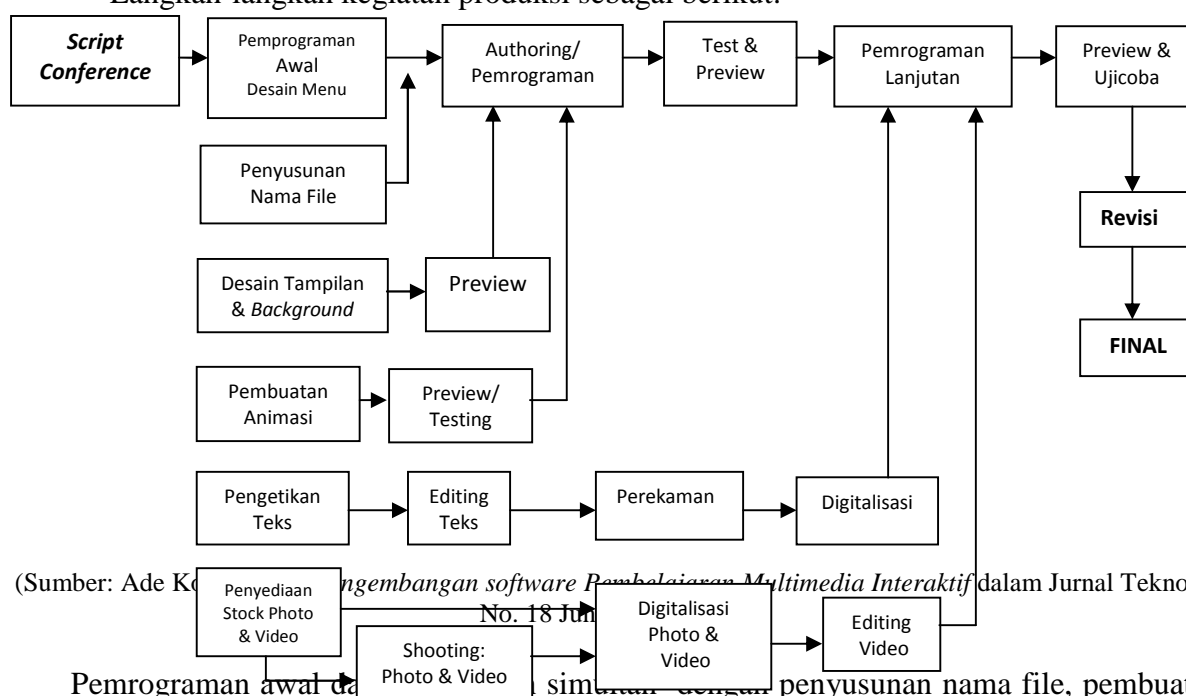 Langkah-langkah kegiatan produksi sebagai berikut:
Script
Conference
Pemprograman
Awal
Desain Menu
Authoring/
Pemrograman
Test &
Preview
Pemrograman
Lanjutan
Preview &
Ujicoba
Penyusunan
Nama File
Revisi
Desain Tampilan
& Background
Preview
FINAL
Pembuatan
Animasi
Preview/
Testing
Pengetikan
Teks
Editing
Teks
Perekaman
Digitalisasi
(Sumber: Ade Ko ngembangan software Pembelajaran Multimedia Interaktif dalam Jurnal Tekno
No. 18 Jun
Penyediaan
Stock Photo
& Video
Shooting:
Photo & Video
Digitalisasi
Photo &
Video
Editing
Video
Pemrograman awal da simultan dengan penyusunan nama file, pembuat